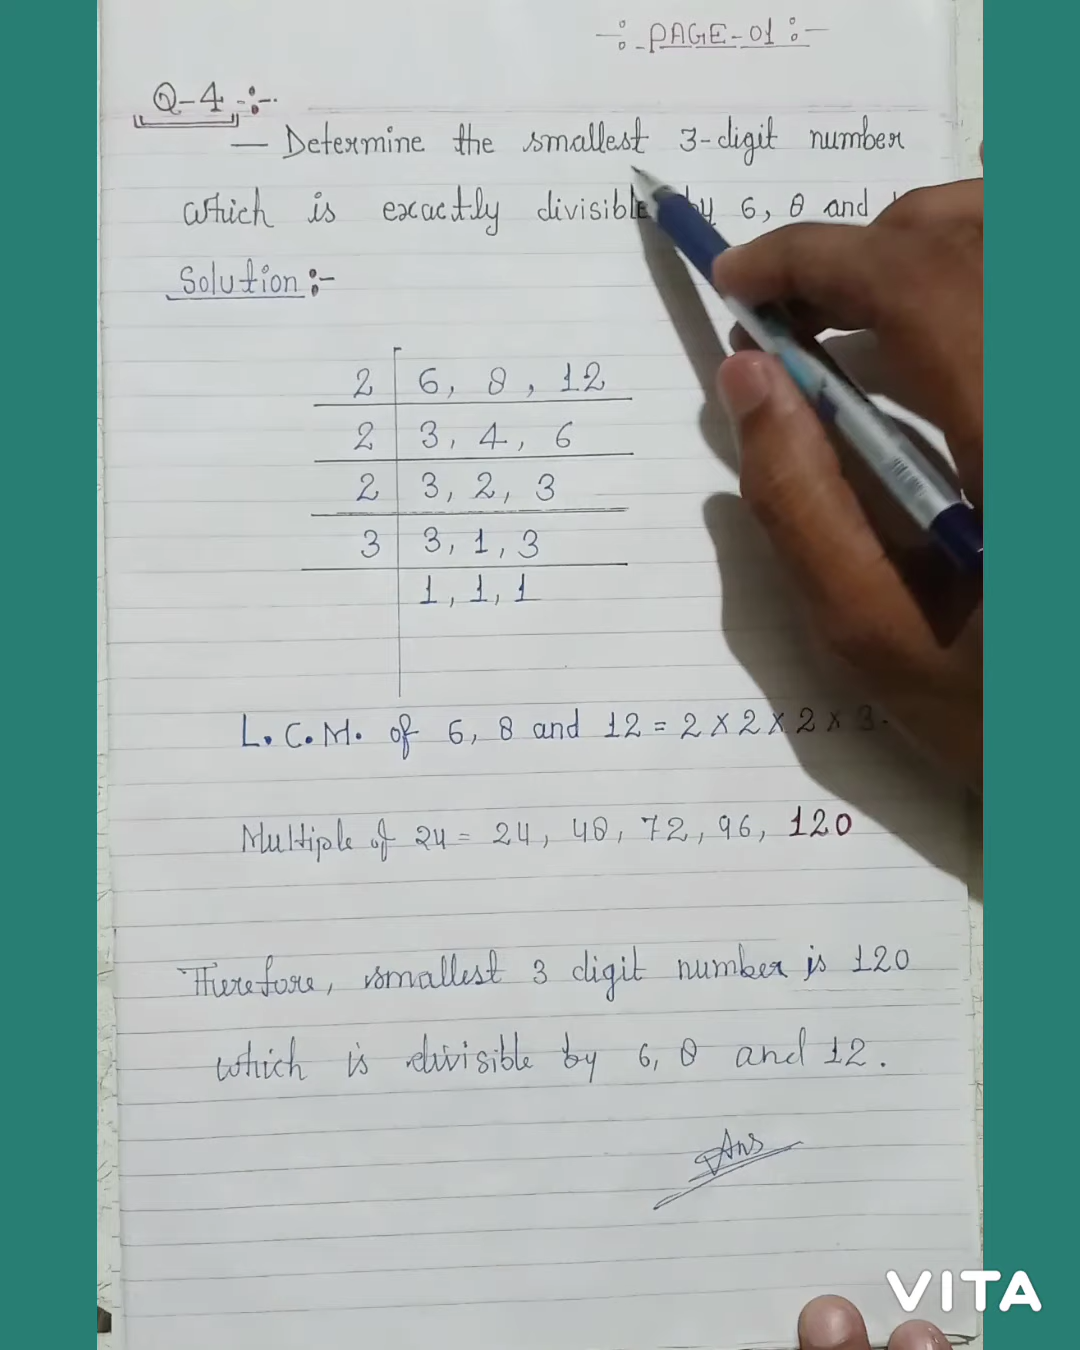 -: PAGE-01 :-
Q-4 :-
— Determine the smallest 3-digit number
which is exactly divisible by 6, 8 and
Solution :-
2 6, 8, 12
2 3, 4, 6
2 3, 2, 3
3 3, 1, 3
1, 1, 1
L.C.M. of 6, 8 and 12 = 2 × 2 × 2 × 3
Multiple of 24 = 24, 48, 72, 96, 120
Therefore, smallest 3 digit number is 120
which is divisible by 6, 8 and 12.
Ans
VITA